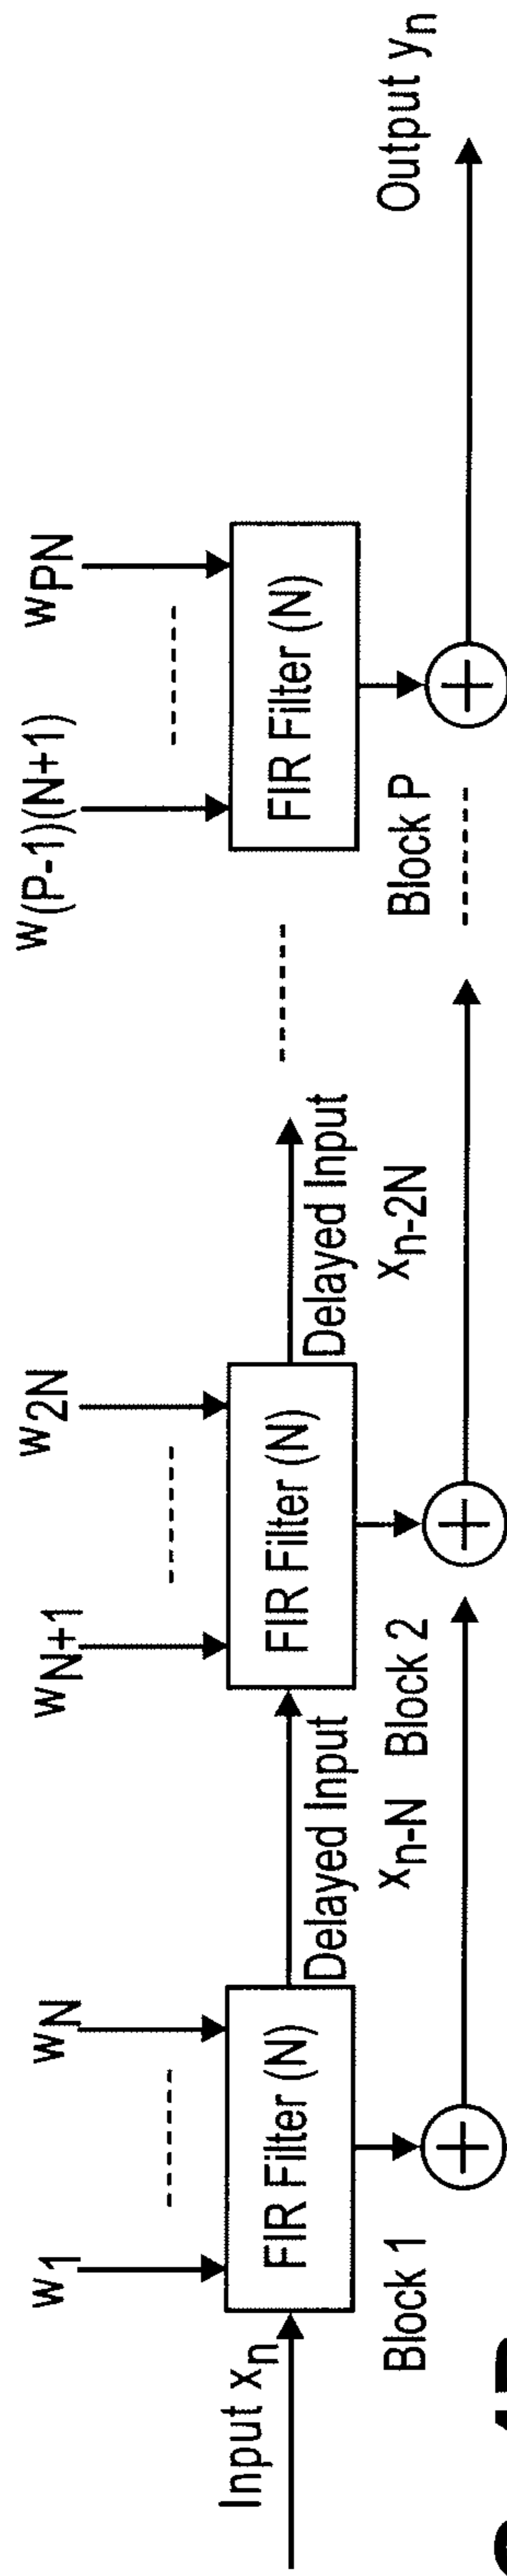 w1
wN
wN+1
w2N
w(P-1)(N+1)
wPN
Input xn
FIR Filter (N)
Delayed Input
FIR Filter (N)
Delayed Input
FIR Filter (N)
Block 1
xn-N
Block 2
xn-2N
Block P
Output yn